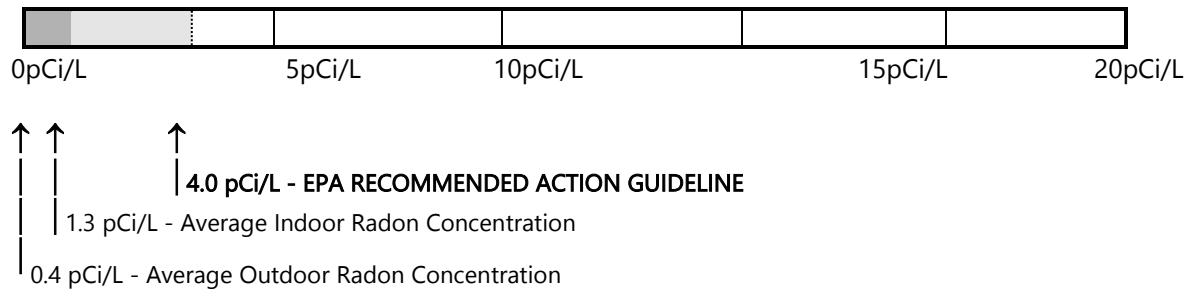 0pCi/L 5pCi/L 10pCi/L 15pCi/L 20pCi/L
4.0 pCi/L - EPA RECOMMENDED ACTION GUIDELINE
1.3 pCi/L - Average Indoor Radon Concentration
0.4 pCi/L - Average Outdoor Radon Concentration